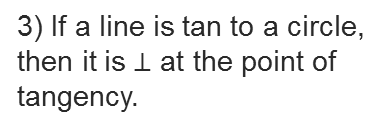 3) If a line is tan to a circle,
then it is ⊥ at the point of
tangency.